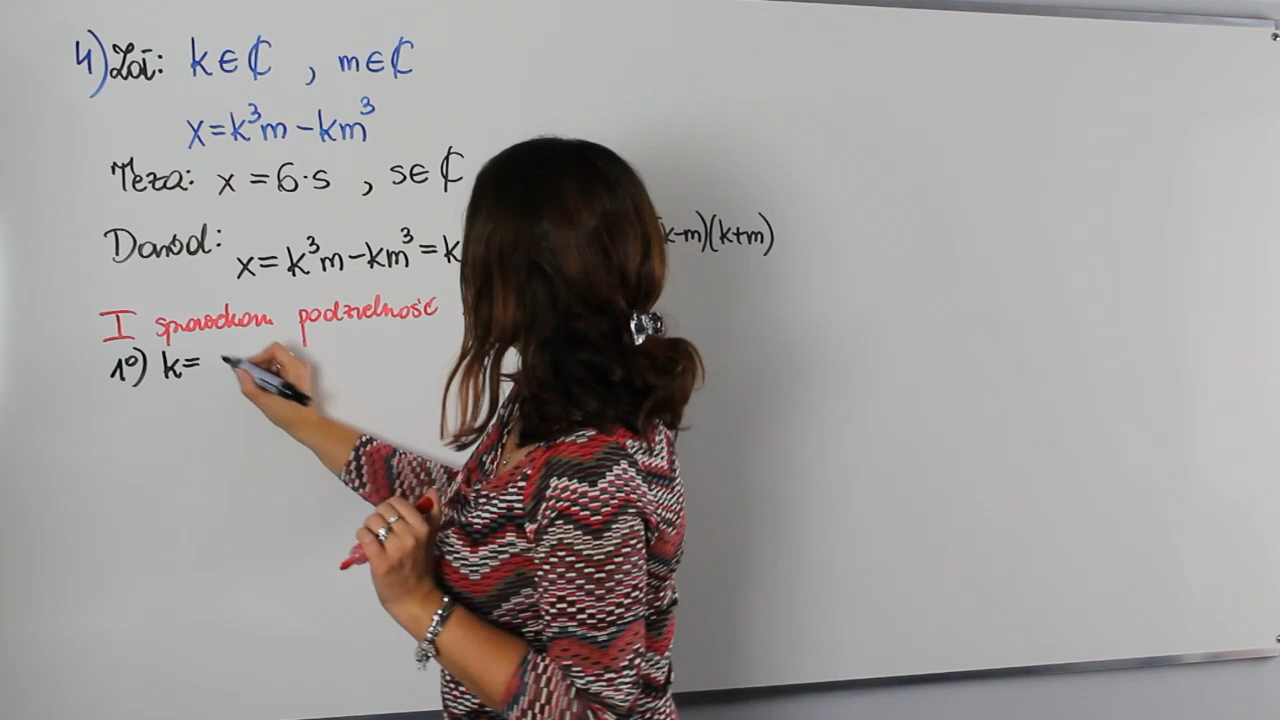 4) Zał: k∈ℂ , m∈ℂ
x=k³m-km³
Teza: x=6·s , s∈ℂ
Dowód: x=k³m-km³=k k-m)(k+m)
I sprawdzam podzielność
1°) k=